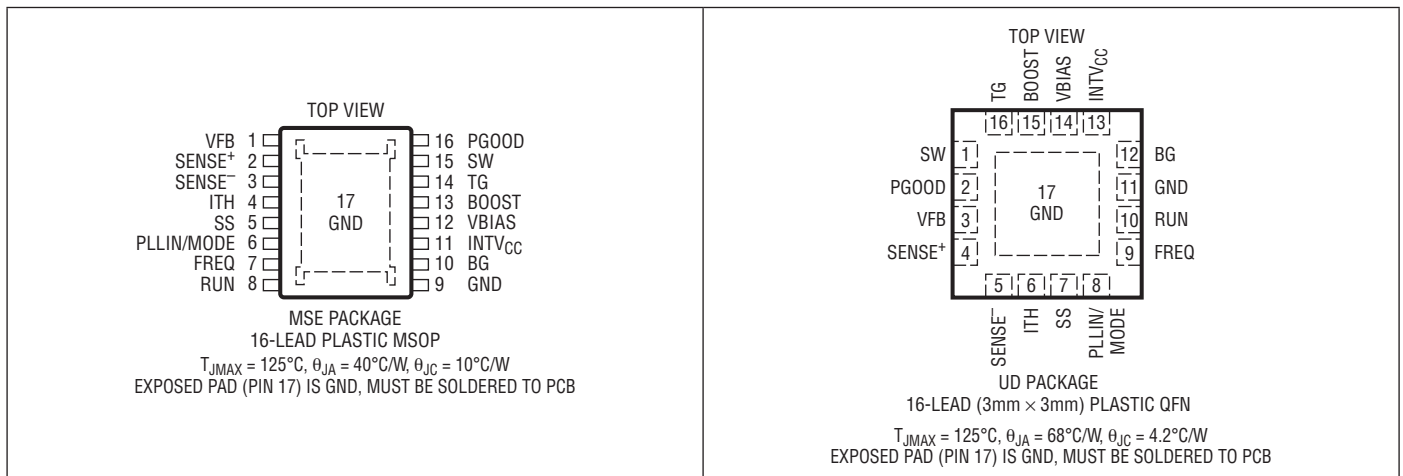 TOP VIEW
VFB 1
SENSE⁺ 2
SENSE⁻ 3
ITH 4
SS 5
PLLIN/MODE 6
FREQ 7
RUN 8
17
GND
16 PGOOD
15 SW
14 TG
13 BOOST
12 VBIAS
11 INTVCC
10 BG
9 GND
MSE PACKAGE
16-LEAD PLASTIC MSOP
TJMAX = 125°C, θJA = 40°C/W, θJC = 10°C/W
EXPOSED PAD (PIN 17) IS GND, MUST BE SOLDERED TO PCB
TOP VIEW
TG
BOOST
VBIAS
INTVCC
16 15 14 13
SW 1
PGOOD 2
VFB 3
SENSE⁺ 4
17
GND
12 BG
11 GND
10 RUN
9 FREQ
5 6 7 8
SENSE⁻
ITH
SS
PLLIN/
MODE
UD PACKAGE
16-LEAD (3mm × 3mm) PLASTIC QFN
TJMAX = 125°C, θJA = 68°C/W, θJC = 4.2°C/W
EXPOSED PAD (PIN 17) IS GND, MUST BE SOLDERED TO PCB